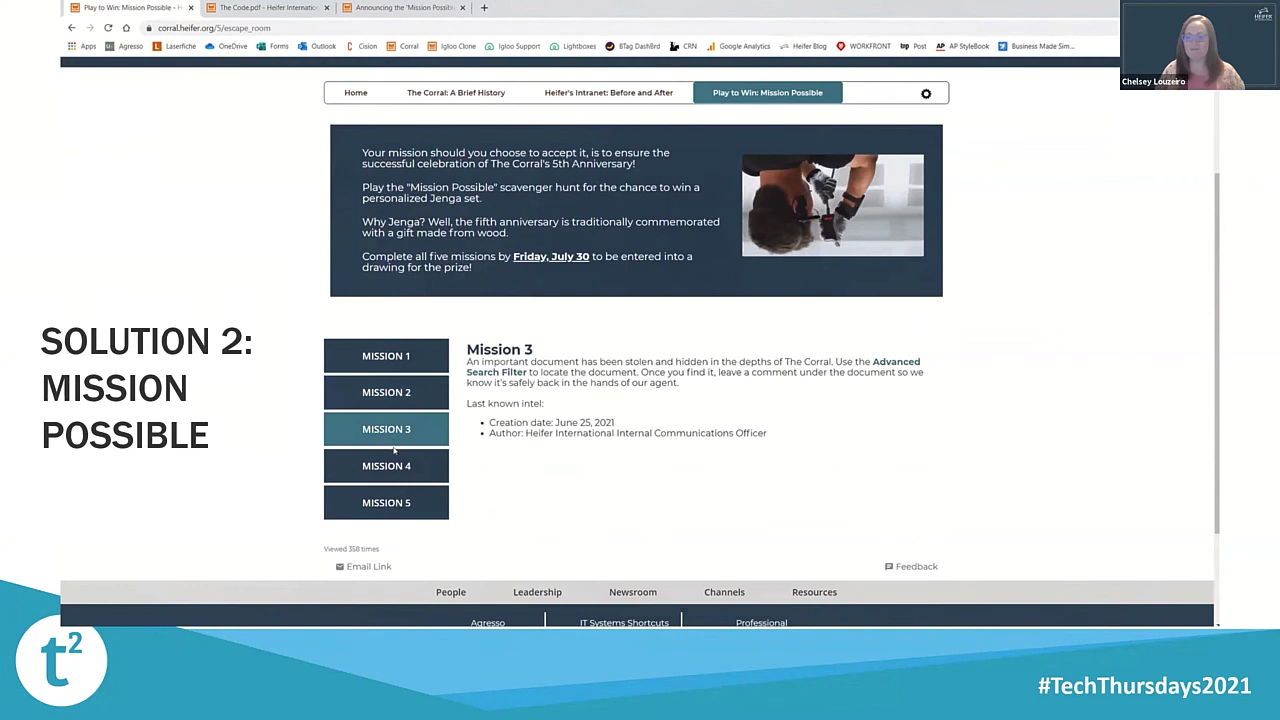 Play to Win: Mission Possible - H
The Code.pdf - Heifer Internatio
Announcing the 'Mission Possibl
corral.heifer.org/5/escape_room
Apps Agresso Laserfiche OneDrive Forms Outlook Cision Corral Igloo Clone Igloo Support Lightboxes BTag DashBrd CRN Google Analytics Heifer Blog WORKFRONT Post AP StyleBook Business Made Sim...
HEIFER
Chelsey Louzeiro
Home The Corral: A Brief History Heifer's Intranet: Before and After Play to Win: Mission Possible
Your mission should you choose to accept it, is to ensure the
successful celebration of The Corral's 5th Anniversary!
Play the "Mission Possible" scavenger hunt for the chance to win a
personalized Jenga set.
Why Jenga? Well, the fifth anniversary is traditionally commemorated
with a gift made from wood.
Complete all five missions by Friday, July 30 to be entered into a
drawing for the prize!
SOLUTION 2:
MISSION
POSSIBLE
MISSION 1
MISSION 2
MISSION 3
MISSION 4
MISSION 5
Mission 3
An important document has been stolen and hidden in the depths of The Corral. Use the Advanced
Search Filter to locate the document. Once you find it, leave a comment under the document so we
know it's safely back in the hands of our agent.
Last known intel:
• Creation date: June 25, 2021
• Author: Heifer International Internal Communications Officer
Viewed 358 times
Email Link Feedback
People Leadership Newsroom Channels Resources
Agresso IT Systems Shortcuts Professional
t²
#TechThursdays2021